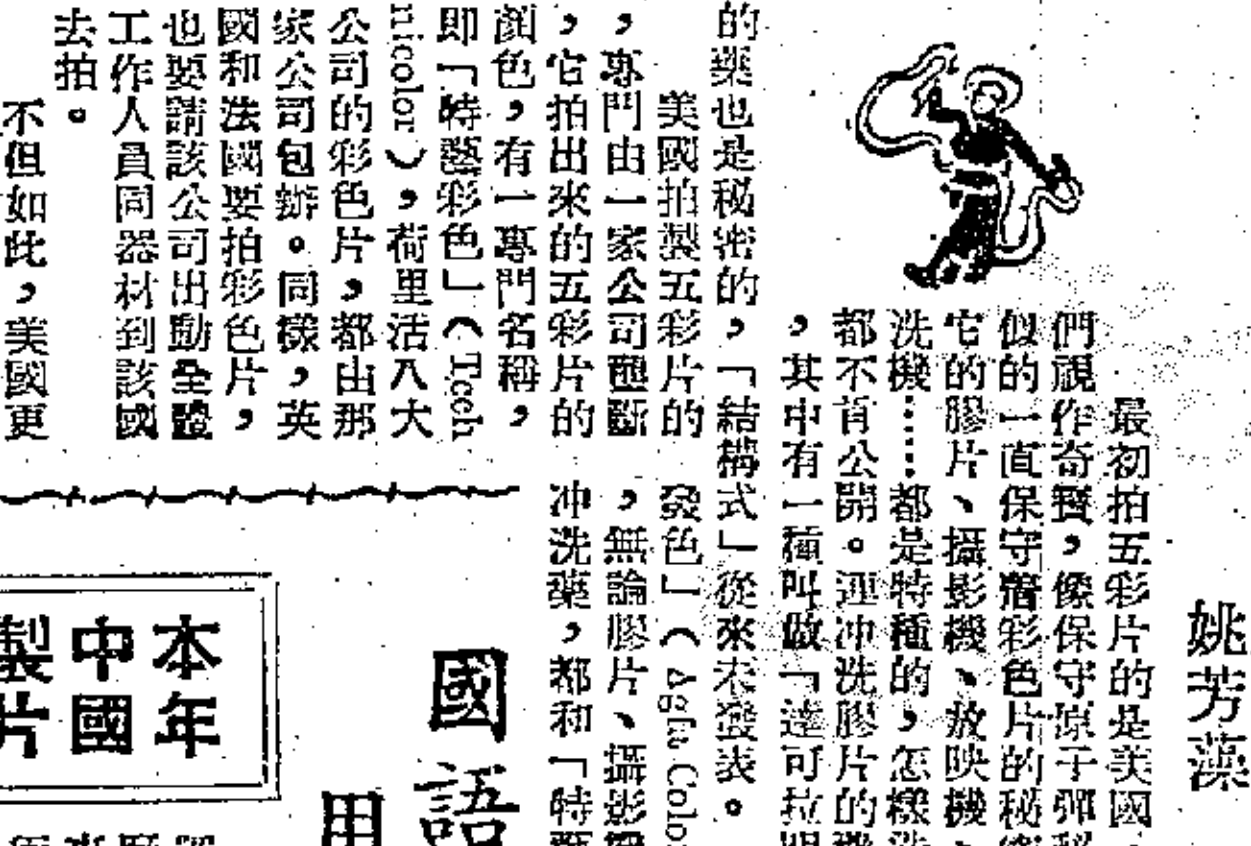 姚芳藻
最初拍五彩片的是美國，
們視作奇寶，像保守原子彈秘
似的一直保守着彩色片的秘密
它的膠片、攝影機、放映機、
洗機……都是特種的，怎樣洗
都不肯公開。連冲洗膠片的
，其中有一種叫做「達可拉
的藥也是秘密的，「結構式」從來未發表。
美國拍製五彩片的
，專門由一家公司壟斷
，它拍出來的五彩片的
顏色，有一專門名稱，
即「特藝彩色」（Tech
nicolor），荷里活八大
公司的彩色片，都由那
家公司包辦。同樣，英
國和法國要拍彩色片，
也要請該公司出動全體
工作人員同器材到該國
去拍。
不但如此，美國更
發色」（Agfa Colo
，無論膠片、攝影
冲洗藥，都和「特藝
國語
用
本年
中國
製片